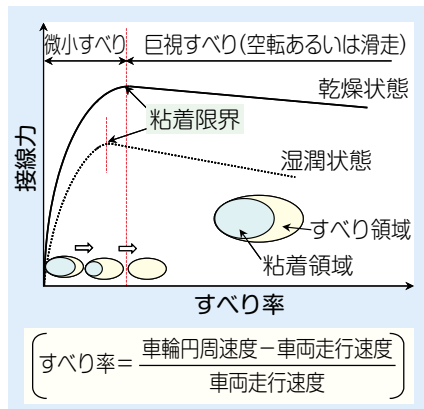 微小すべり 巨視すべり(空転あるいは滑走)
乾燥状態
粘着限界
接線力
湿潤状態
すべり領域
粘着領域
すべり率
すべり率=車輪円周速度-車両走行速度
車両走行速度